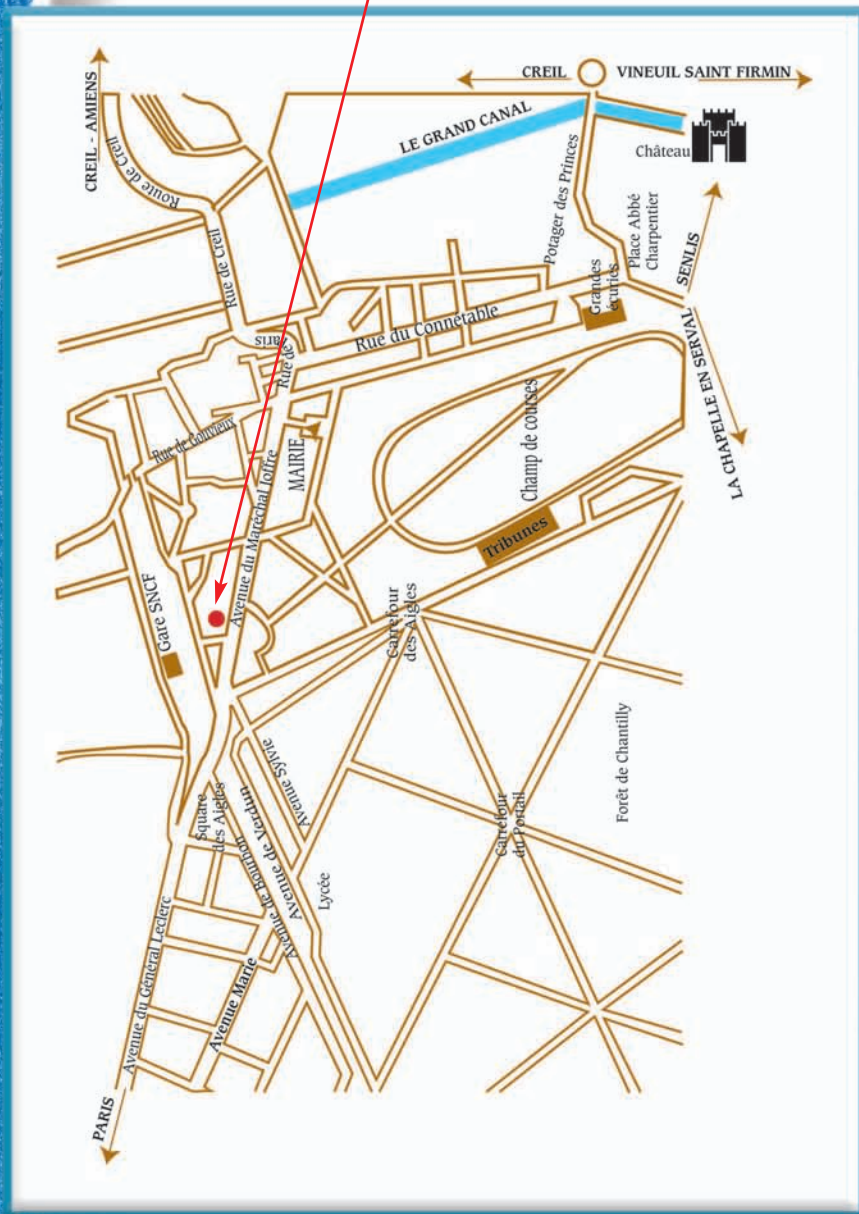 CREIL
VINEUIL SAINT FIRMIN
CREIL - AMIENS
Route de Creil
LE GRAND CANAL
Château
Rue de Creil
Potager des Princes
Place Abbé
Charpentier
SENLIS
Grandes
écuries
Rue de Paris
Rue du Connétable
LA CHAPELLE EN SERVAL
Rue de Gouvieux
MAIRIE
Champ de courses
Avenue du Maréchal Joffre
Tribunes
Gare SNCF
Carrefour
des Aigles
Forêt de Chantilly
Avenue Sylvie
Square
des Aigles
Carrefour
du Portail
Avenue de Verdun
Avenue de Bourbon
Lycée
Avenue du Général Leclerc
Avenue Marie
PARIS